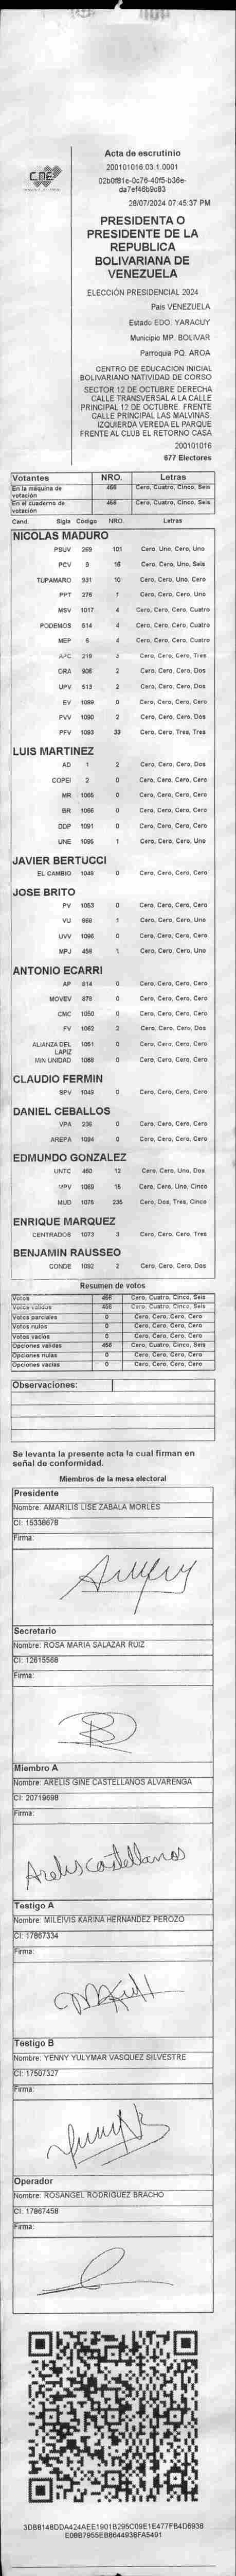 CNE
Acta de escrutinio
200101016.03.1.0001
02b0f81e-0c76-40f5-b36e-
da7ef46b9c83
28/07/2024 07:45:37 PM
PRESIDENTA O
PRESIDENTE DE LA
REPUBLICA
BOLIVARIANA DE
VENEZUELA
ELECCIÓN PRESIDENCIAL 2024
Pais VENEZUELA
Estado EDO. YARACUY
Municipio MP. BOLIVAR
Parroquia PQ. AROA
CENTRO DE EDUCACION INICIAL
BOLIVARIANO NATIVIDAD DE CORSO
SECTOR 12 DE OCTUBRE DERECHA
CALLE TRANSVERSAL A LA CALLE
PRINCIPAL 12 DE OCTUBRE. FRENTE
CALLE PRINCIPAL LAS MALVINAS.
IZQUIERDA VEREDA EL PARQUE
FRENTE AL CLUB EL RETORNO CASA
200101016
677 Electores
Votantes NRO. Letras
En la máquina de votación 456 Cero, Cuatro, Cinco, Seis
En el cuaderno de votación 456 Cero, Cuatro, Cinco, Seis
Cand. Sigla Codigo NRO. Letras
NICOLAS MADURO
PSUV 269 101 Cero, Uno, Cero, Uno
PCV 9 16 Cero, Cero, Uno, Seis
TUPAMARO 931 10 Cero, Cero, Uno, Cero
PPT 276 1 Cero, Cero, Cero, Uno
MSV 1017 4 Cero, Cero, Cero, Cuatro
PODEMOS 514 4 Cero, Cero, Cero, Cuatro
MEP 6 4 Cero, Cero, Cero, Cuatro
APC 219 3 Cero, Cero, Cero, Tres
ORA 906 2 Cero, Cero, Cero, Dos
UPV 513 2 Cero, Cero, Cero, Dos
EV 1089 0 Cero, Cero, Cero, Cero
PVV 1090 2 Cero, Cero, Cero, Dos
PFV 1093 33 Cero, Cero, Tres, Tres
LUIS MARTINEZ
AD 1 2 Cero, Cero, Cero, Dos
COPEI 2 0 Cero, Cero, Cero, Cero
MR 1065 0 Cero, Cero, Cero, Cero
BR 1066 0 Cero, Cero, Cero, Cero
DDP 1091 0 Cero, Cero, Cero, Cero
UNE 1095 1 Cero, Cero, Cero, Uno
JAVIER BERTUCCI
EL CAMBIO 1048 0 Cero, Cero, Cero, Cero
JOSE BRITO
PV 1053 0 Cero, Cero, Cero, Cero
VU 968 1 Cero, Cero, Cero, Uno
UVV 1096 0 Cero, Cero, Cero, Cero
MPJ 458 1 Cero, Cero, Cero, Uno
ANTONIO ECARRI
AP 814 0 Cero, Cero, Cero, Cero
MOVEV 876 0 Cero, Cero, Cero, Cero
CMC 1050 0 Cero, Cero, Cero, Cero
FV 1062 2 Cero, Cero, Cero, Dos
ALIANZA DEL LAPIZ 1051 0 Cero, Cero, Cero, Cero
MIN UNIDAD 1068 0 Cero, Cero, Cero, Cero
CLAUDIO FERMIN
SPV 1049 0 Cero, Cero, Cero, Cero
DANIEL CEBALLOS
VPA 236 0 Cero, Cero, Cero, Cero
AREPA 1094 0 Cero, Cero, Cero, Cero
EDMUNDO GONZALEZ
UNTC 460 12 Cero, Cero, Uno, Dos
MPV 1069 15 Cero, Cero, Uno, Cinco
MUD 1075 235 Cero, Dos, Tres, Cinco
ENRIQUE MARQUEZ
CENTRADOS 1073 3 Cero, Cero, Cero, Tres
BENJAMIN RAUSSEO
CONDE 1092 2 Cero, Cero, Cero, Dos
Resumen de votos
Votos 456 Cero, Cuatro, Cinco, Seis
Votos validos 456 Cero, Cuatro, Cinco, Seis
Votos parciales 0 Cero, Cero, Cero, Cero
Votos nulos 0 Cero, Cero, Cero, Cero
Votos vacios 0 Cero, Cero, Cero, Cero
Opciones validas 456 Cero, Cuatro, Cinco, Seis
Opciones nulas 0 Cero, Cero, Cero, Cero
Opciones vacias 0 Cero, Cero, Cero, Cero
Observaciones:
Se levanta la presente acta la cual firman en
señal de conformidad.
Miembros de la mesa electoral
Presidente
Nombre: AMARILIS LISE ZABALA MORLES
CI: 15338678
Firma:
Secretario
Nombre: ROSA MARIA SALAZAR RUIZ
CI: 12615568
Firma:
Miembro A
Nombre: ARELIS GINE CASTELLANOS ALVARENGA
CI: 20719698
Firma:
Areliscastellanos
Testigo A
Nombre: MILEIVIS KARINA HERNANDEZ PEROZO
CI: 17867334
Firma:
Testigo B
Nombre: YENNY YULYMAR VASQUEZ SILVESTRE
CI: 17507327
Firma:
Operador
Nombre: ROSANGEL RODRIGUEZ BRACHO
CI: 17867458
Firma:
3DB8148DDA424AEE1901B295C09E1E477FB4D6938
E08B7955EB8644938FA5491